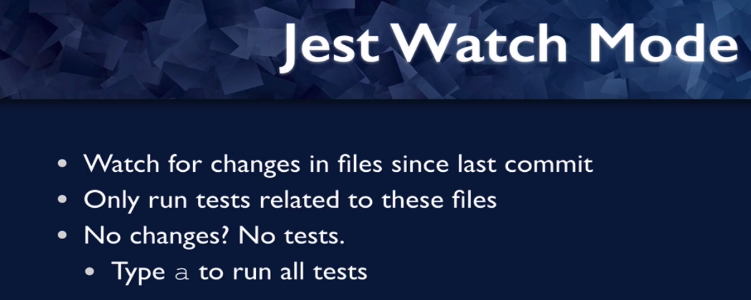 Jest Watch Mode
• Watch for changes in files since last commit
• Only run tests related to these files
• No changes? No tests.
• Type a to run all tests